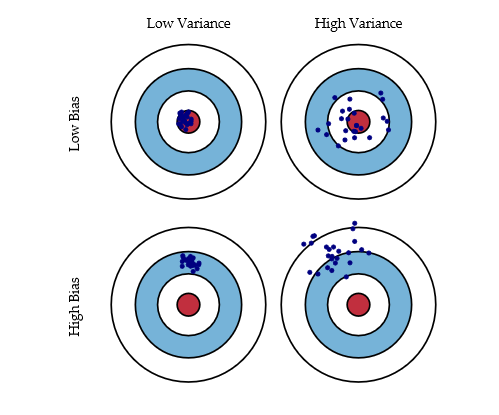 Low Variance
High Variance
Low Bias
High Bias